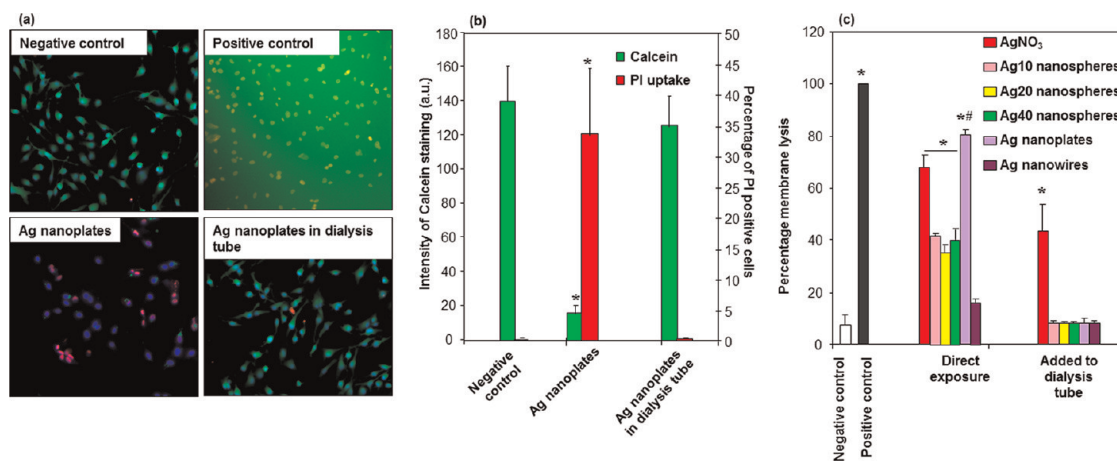 (a)
Negative control
Positive control
Ag nanoplates
Ag nanoplates in dialysis
tube
(b)
Intensity of Calcein staining (a.u.)
180
160
140
120
100
80
60
40
20
0
Calcein
PI uptake
*
*
50
45
40
35
30
25
20
15
10
5
0
Percentage of PI positive cells
Negative
control
Ag nanoplates
Ag nanoplates
in dialysis tube
(c)
Percentage membrane lysis
120
100
80
60
40
20
0
AgNO₃
Ag10 nanospheres
Ag20 nanospheres
Ag40 nanospheres
Ag nanoplates
Ag nanowires
*
*
*#
*
Negative control
Positive control
Direct
exposure
Added to
dialysis
tube